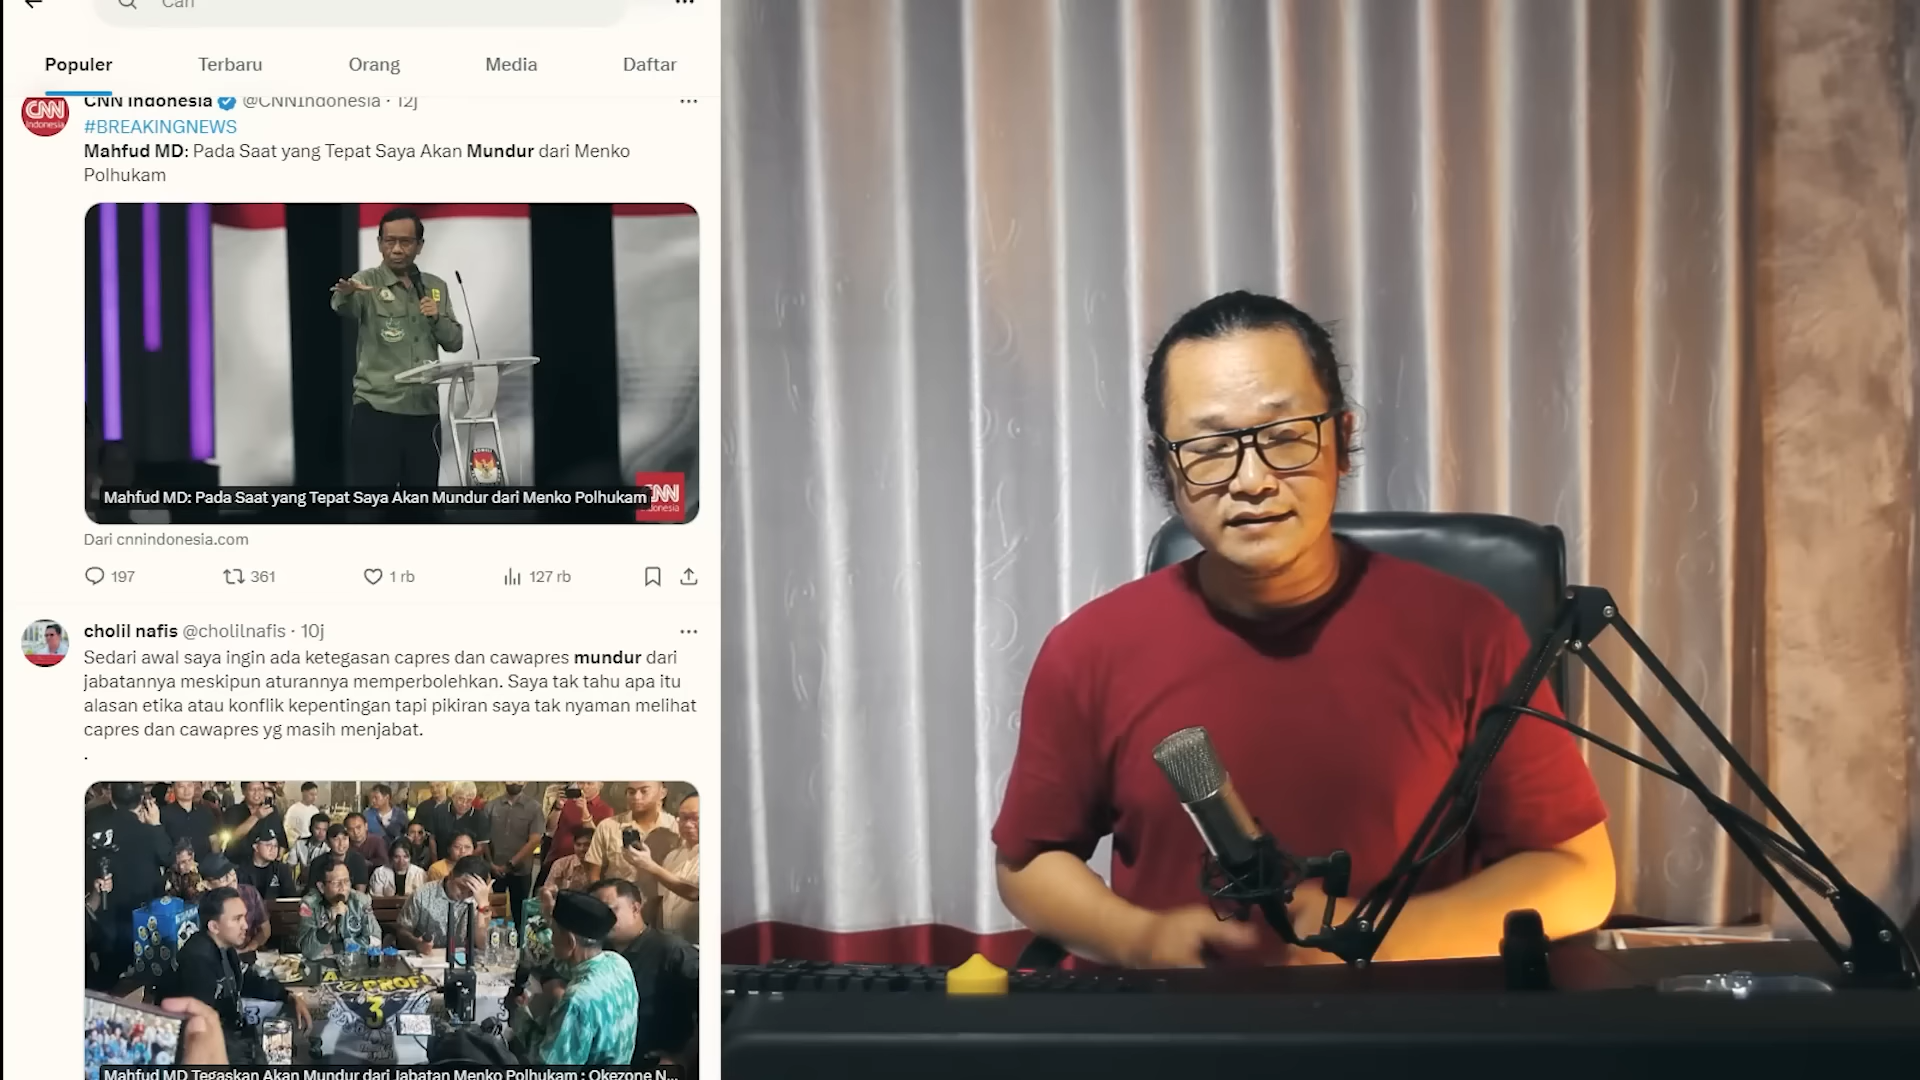 Cari
Populer
Terbaru
Orang
Media
Daftar
CNN Indonesia @CNNIndonesia · 12j
#BREAKINGNEWS
Mahfud MD: Pada Saat yang Tepat Saya Akan Mundur dari Menko
Polhukam
CNN
Indonesia
Mahfud MD: Pada Saat yang Tepat Saya Akan Mundur dari Menko Polhukam
Dari cnnindonesia.com
197
361
1 rb
127 rb
cholil nafis @cholilnafis · 10j
Sedari awal saya ingin ada ketegasan capres dan cawapres mundur dari
jabatannya meskipun aturannya memperbolehkan. Saya tak tahu apa itu
alasan etika atau konflik kepentingan tapi pikiran saya tak nyaman melihat
capres dan cawapres yg masih menjabat.
.
3
Mahfud MD Tegaskan Akan Mundur dari Jabatan Menko Polhukam : Okezone N...